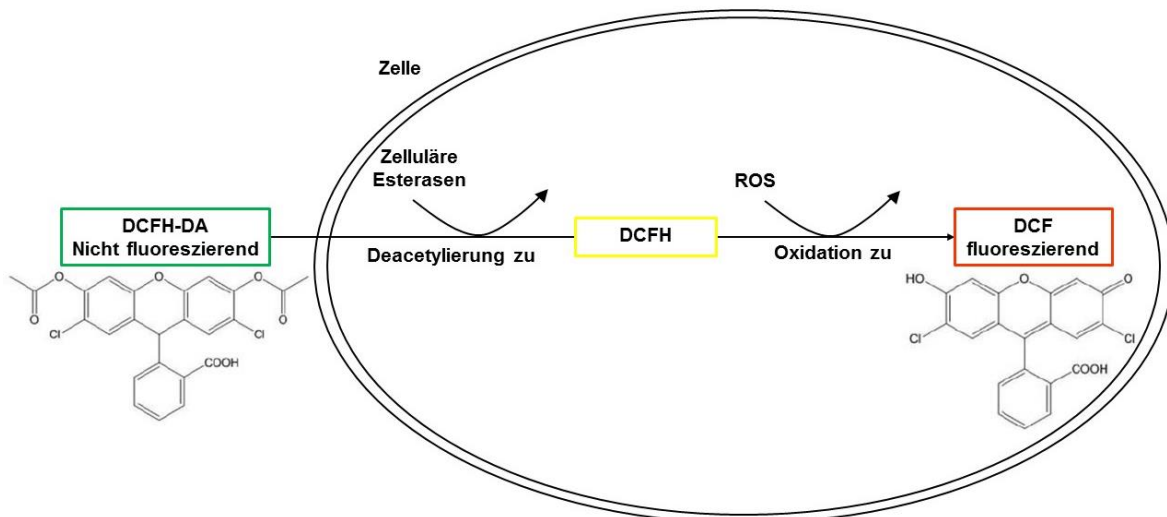 Zelle
Zelluläre
Esterasen
ROS
DCFH-DA
Nicht fluoreszierend
Deacetylierung zu
DCFH
Oxidation zu
DCF
fluoreszierend
O
O
O
O
O
Cl
Cl
COOH
HO
O
O
Cl
Cl
COOH